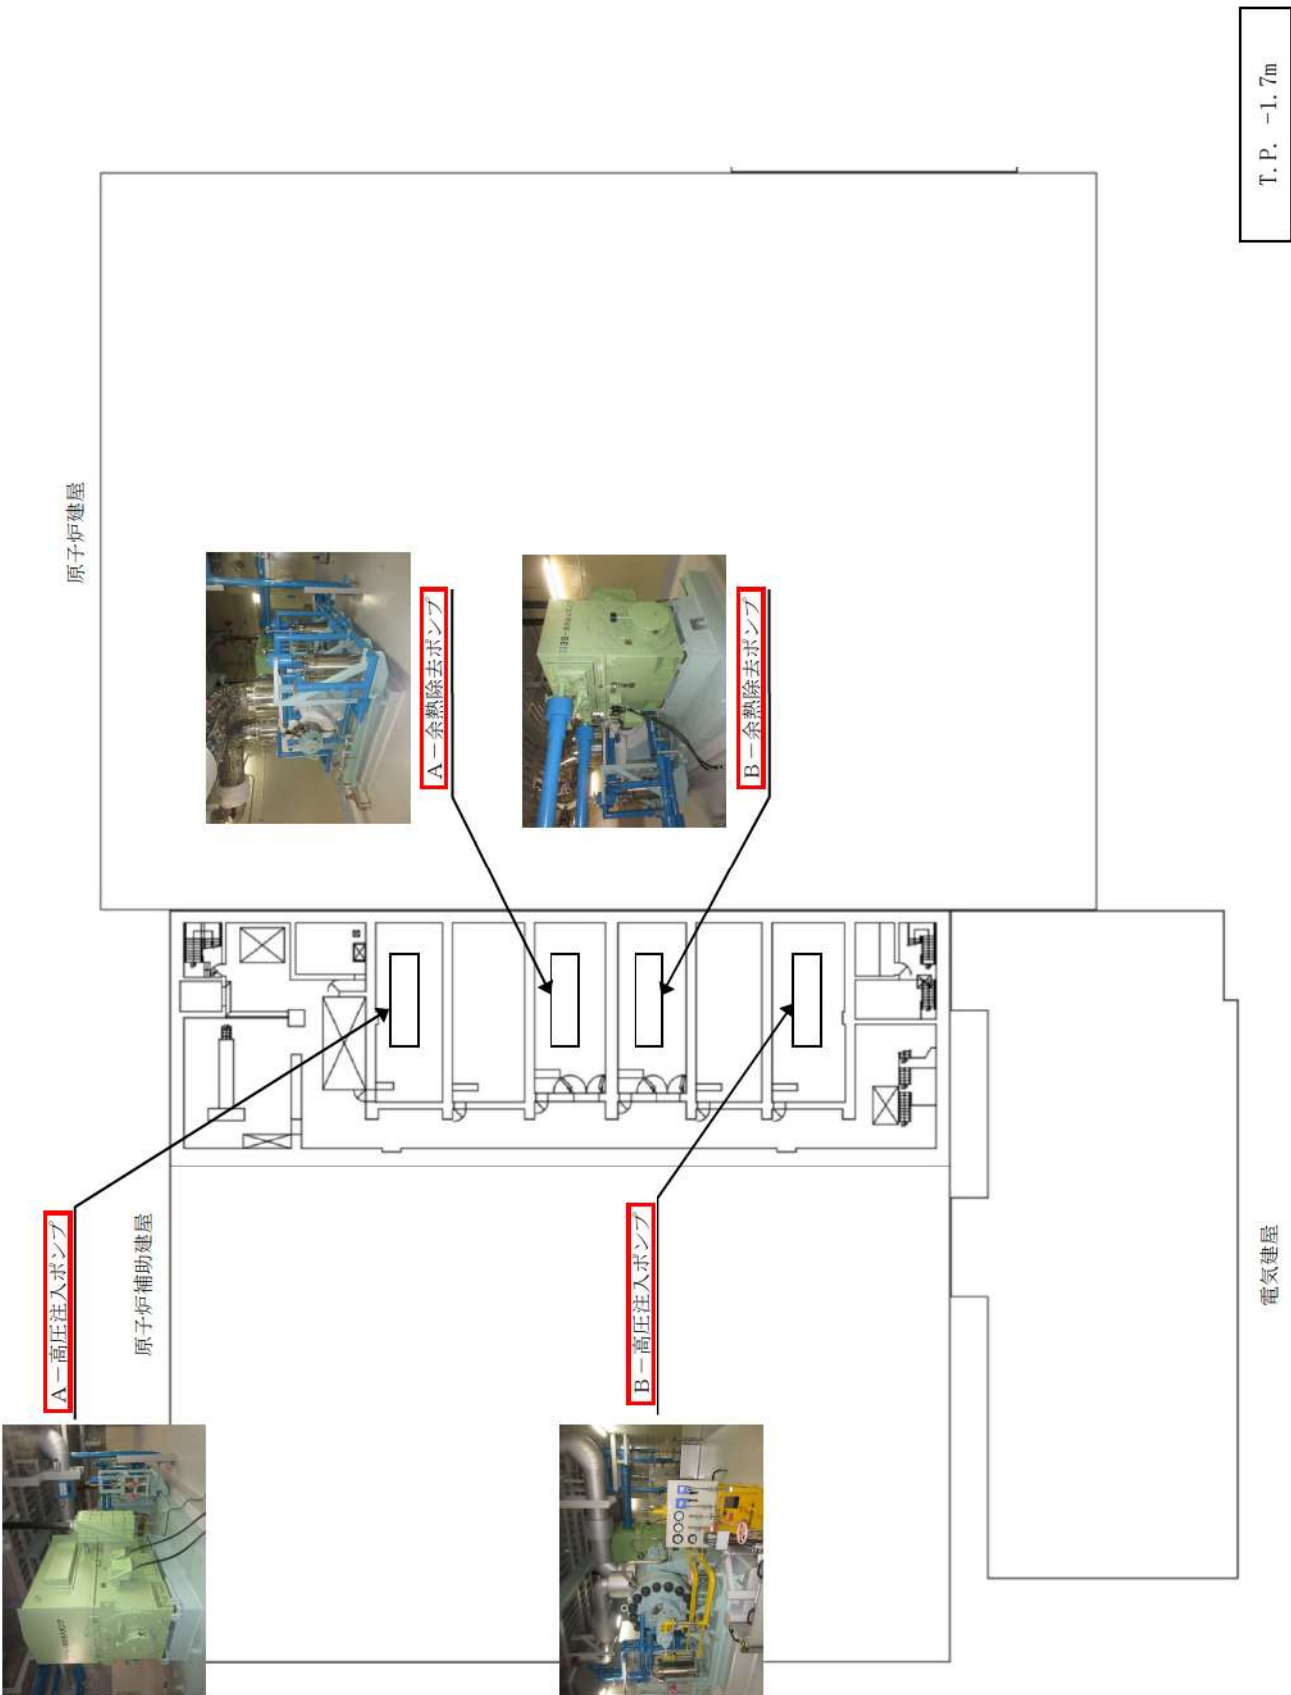 T.P. −1.7m
原子炉建屋
A－余熱除去ポンプ
B－余熱除去ポンプ
A－高圧注入ポンプ
原子炉補助建屋
B－高圧注入ポンプ
電気建屋